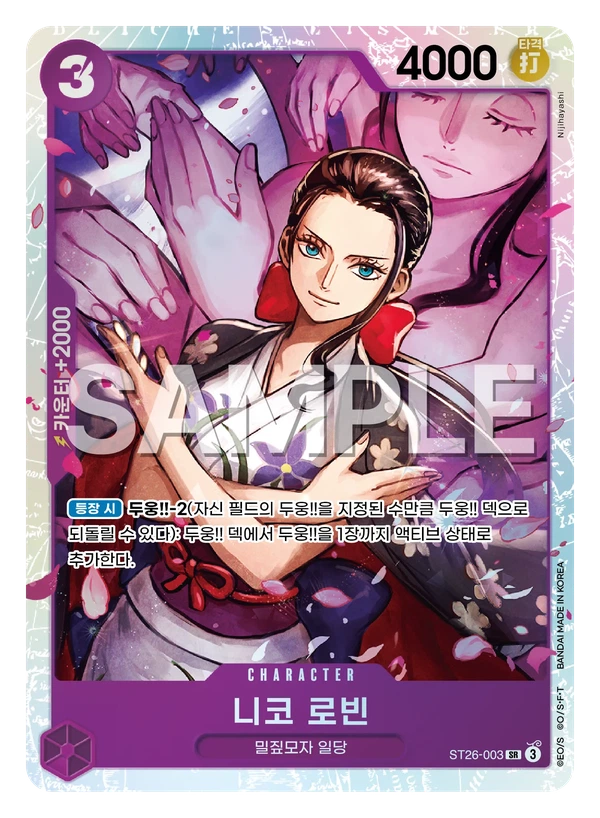 3
4000
타격
打
Nijihayashi
카운터 +2000
SAMPLE
등장 시 두웅!!-2(자신 필드의 두웅!!을 지정된 수만큼 두웅!! 덱으로
되돌릴 수 있다): 두웅!! 덱에서 두웅!!을 1장까지 액티브 상태로
추가한다.
CHARACTER
니코 로빈
밀짚모자 일당
ST26-003 SR 3
©E.O/S ©O/S·F·T BANDAI MADE IN KOREA